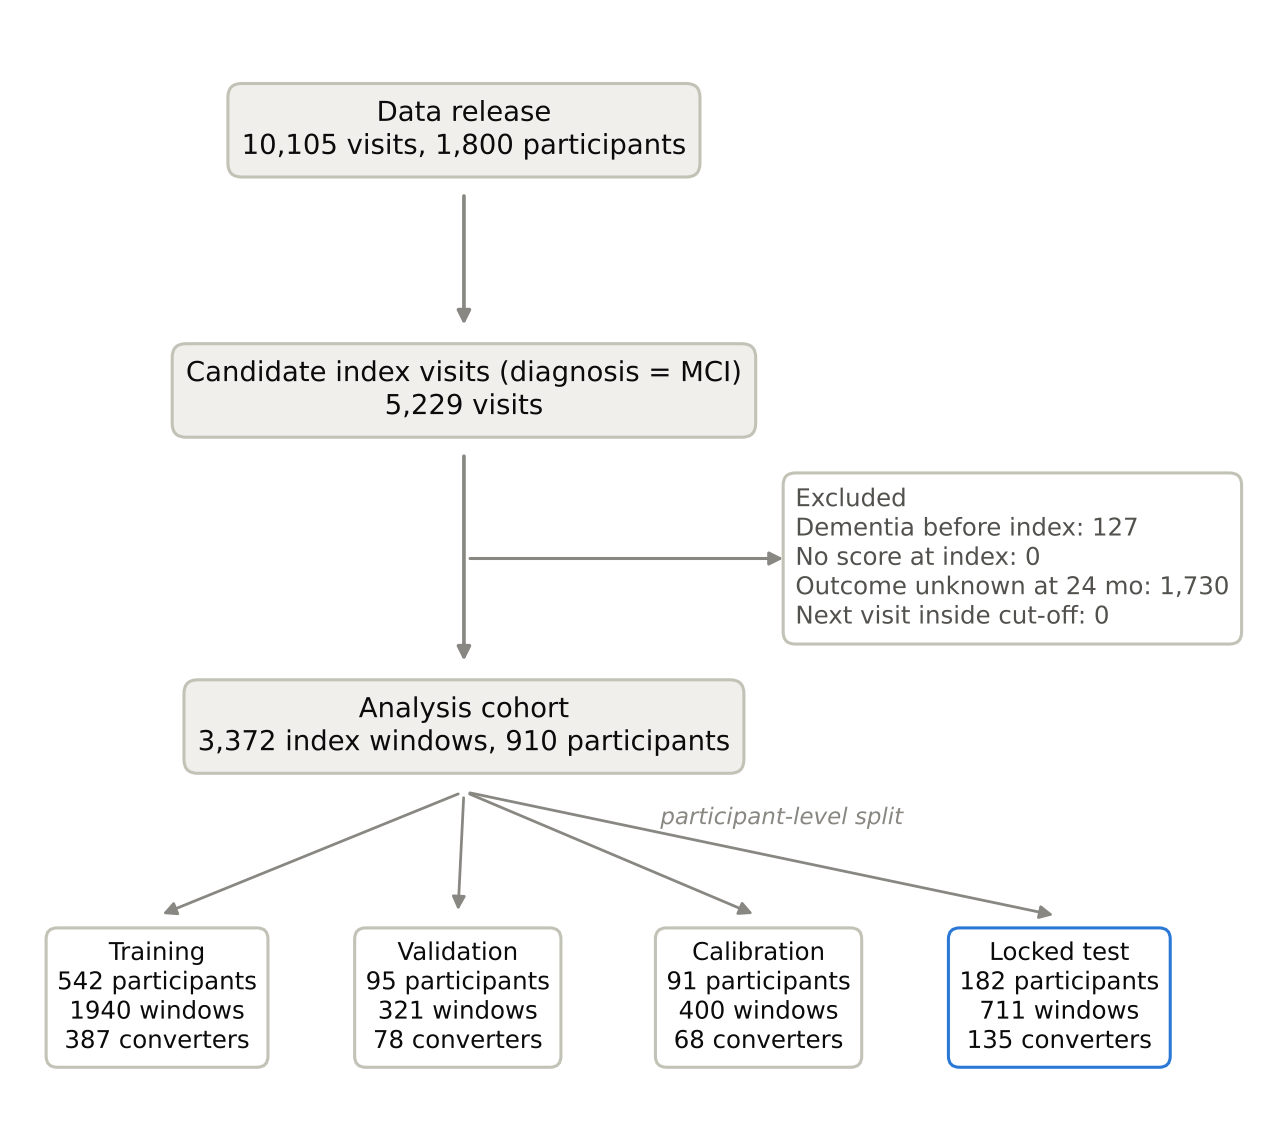 Data release
10,105 visits, 1,800 participants
Candidate index visits (diagnosis = MCI)
5,229 visits
Excluded
Dementia before index: 127
No score at index: 0
Outcome unknown at 24 mo: 1,730
Next visit inside cut-off: 0
Analysis cohort
3,372 index windows, 910 participants
participant-level split
Training
542 participants
1940 windows
387 converters
Validation
95 participants
321 windows
78 converters
Calibration
91 participants
400 windows
68 converters
Locked test
182 participants
711 windows
135 converters